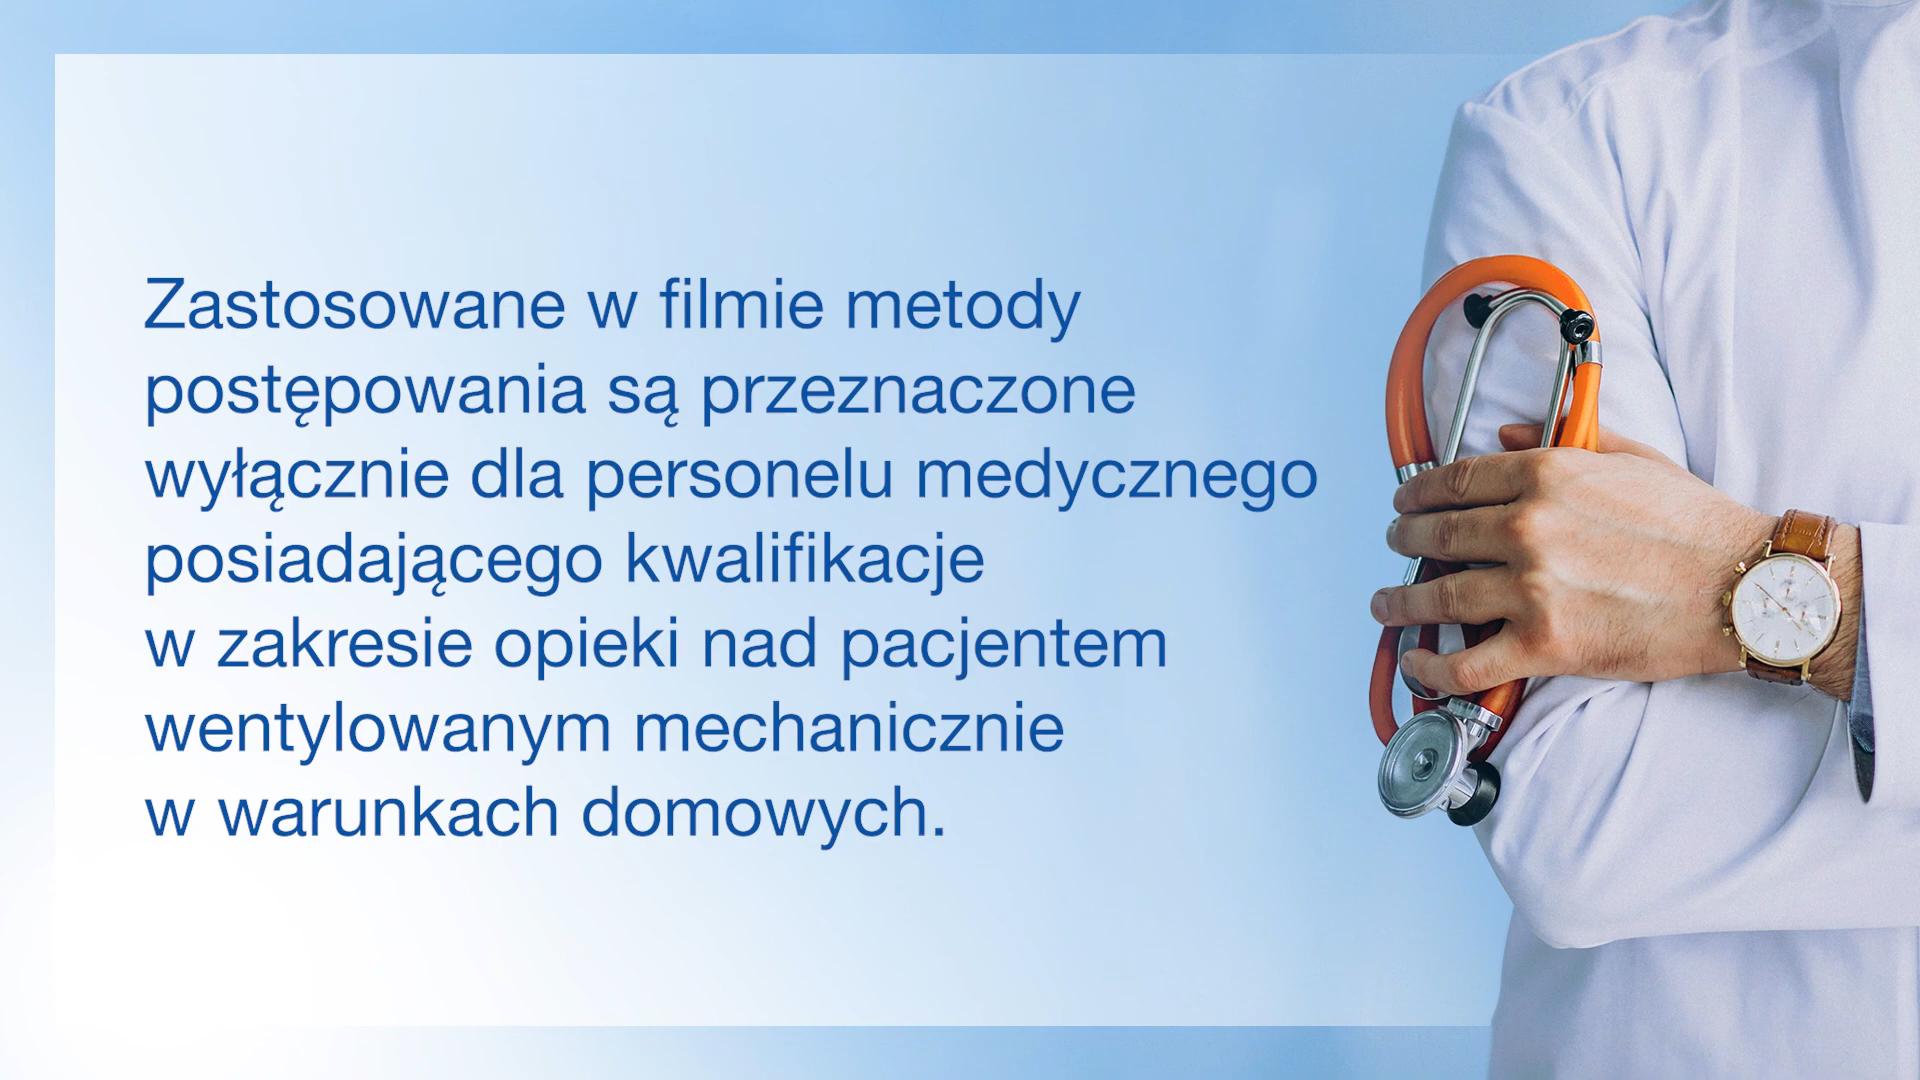 Zastosowane w filmie metody
postępowania są przeznaczone
wyłącznie dla personelu medycznego
posiadającego kwalifikacje
w zakresie opieki nad pacjentem
wentylowanym mechanicznie
w warunkach domowych.